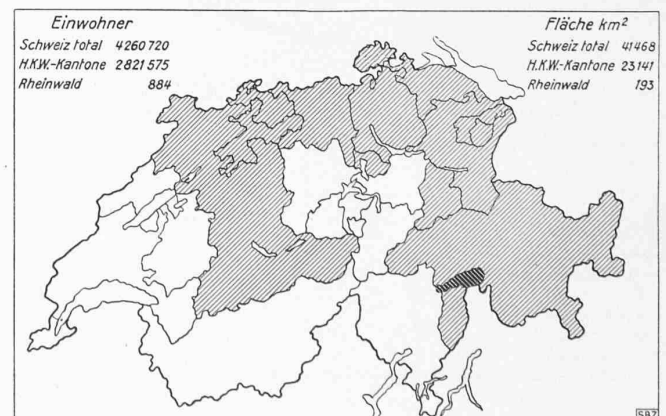 Einwohner
Schweiz total 4260720
H.K.W.-Kantone 2821575
Rheinwald 884
Fläche km²
Schweiz total 41468
H.K.W.-Kantone 23141
Rheinwald 193
SBZ